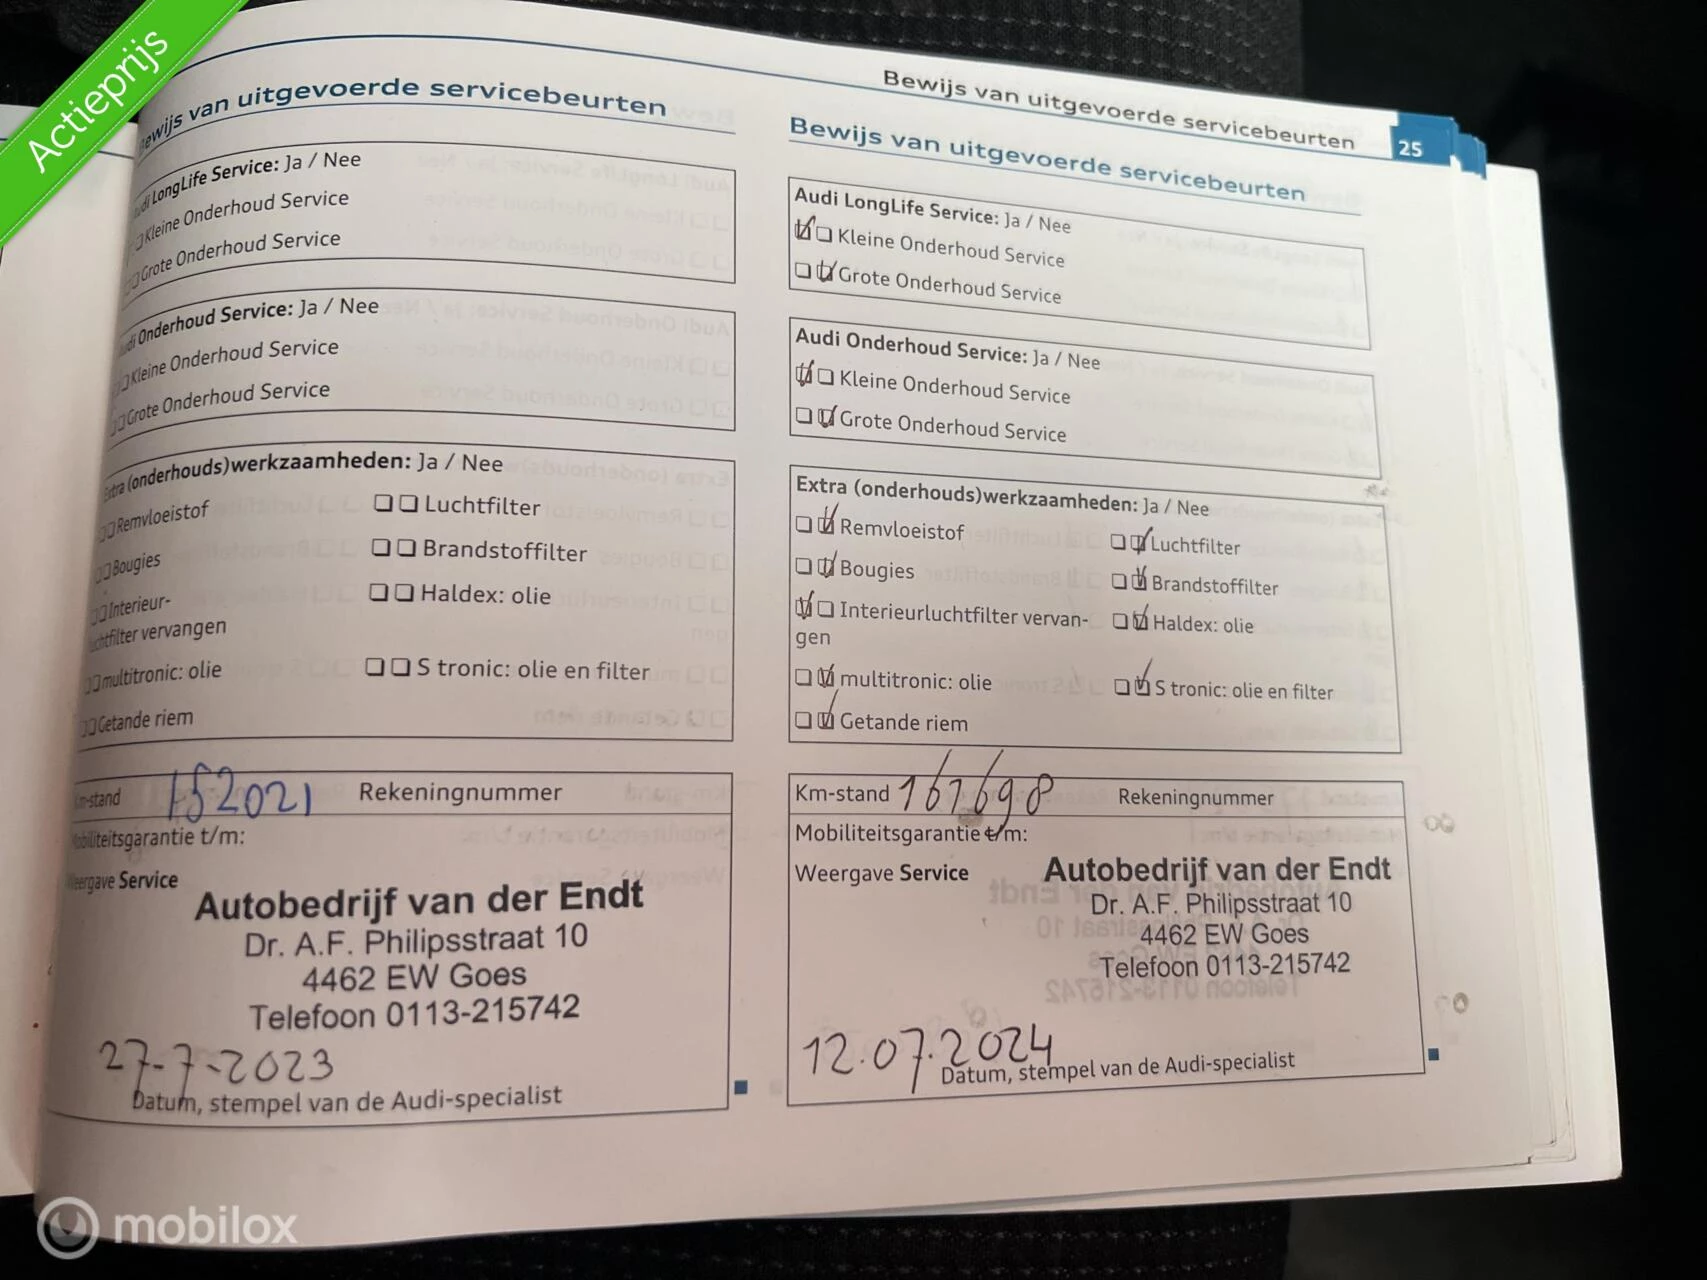 Actieprijs
Bewijs van uitgevoerde servicebeurten
25
Bewijs van uitgevoerde servicebeurten
Audi LongLife Service: Ja / Nee
Kleine Onderhoud Service
Grote Onderhoud Service
Audi Onderhoud Service: Ja / Nee
Kleine Onderhoud Service
Grote Onderhoud Service
Extra (onderhouds)werkzaamheden: Ja / Nee
Remvloeistof
Luchtfilter
Bougies
Brandstoffilter
Interieur-
luchtfilter vervangen
Haldex: olie
multitronic: olie
S tronic: olie en filter
Getande riem
Km-stand 152021 Rekeningnummer
Mobiliteitsgarantie t/m:
Weergave Service
Autobedrijf van der Endt
Dr. A.F. Philipsstraat 10
4462 EW Goes
Telefoon 0113-215742
27-7-2023
Datum, stempel van de Audi-specialist
Bewijs van uitgevoerde servicebeurten
Audi LongLife Service: Ja / Nee
Kleine Onderhoud Service
Grote Onderhoud Service
Audi Onderhoud Service: Ja / Nee
Kleine Onderhoud Service
Grote Onderhoud Service
Extra (onderhouds)werkzaamheden: Ja / Nee
Remvloeistof
Luchtfilter
Bougies
Brandstoffilter
Interieurluchtfilter vervan-
gen
Haldex: olie
multitronic: olie
S tronic: olie en filter
Getande riem
Km-stand Rekeningnummer
Mobiliteitsgarantie t/m:
Weergave Service
Autobedrijf van der Endt
Dr. A.F. Philipsstraat 10
4462 EW Goes
Telefoon 0113-215742
12.07.2024
Datum, stempel van de Audi-specialist
mobilox